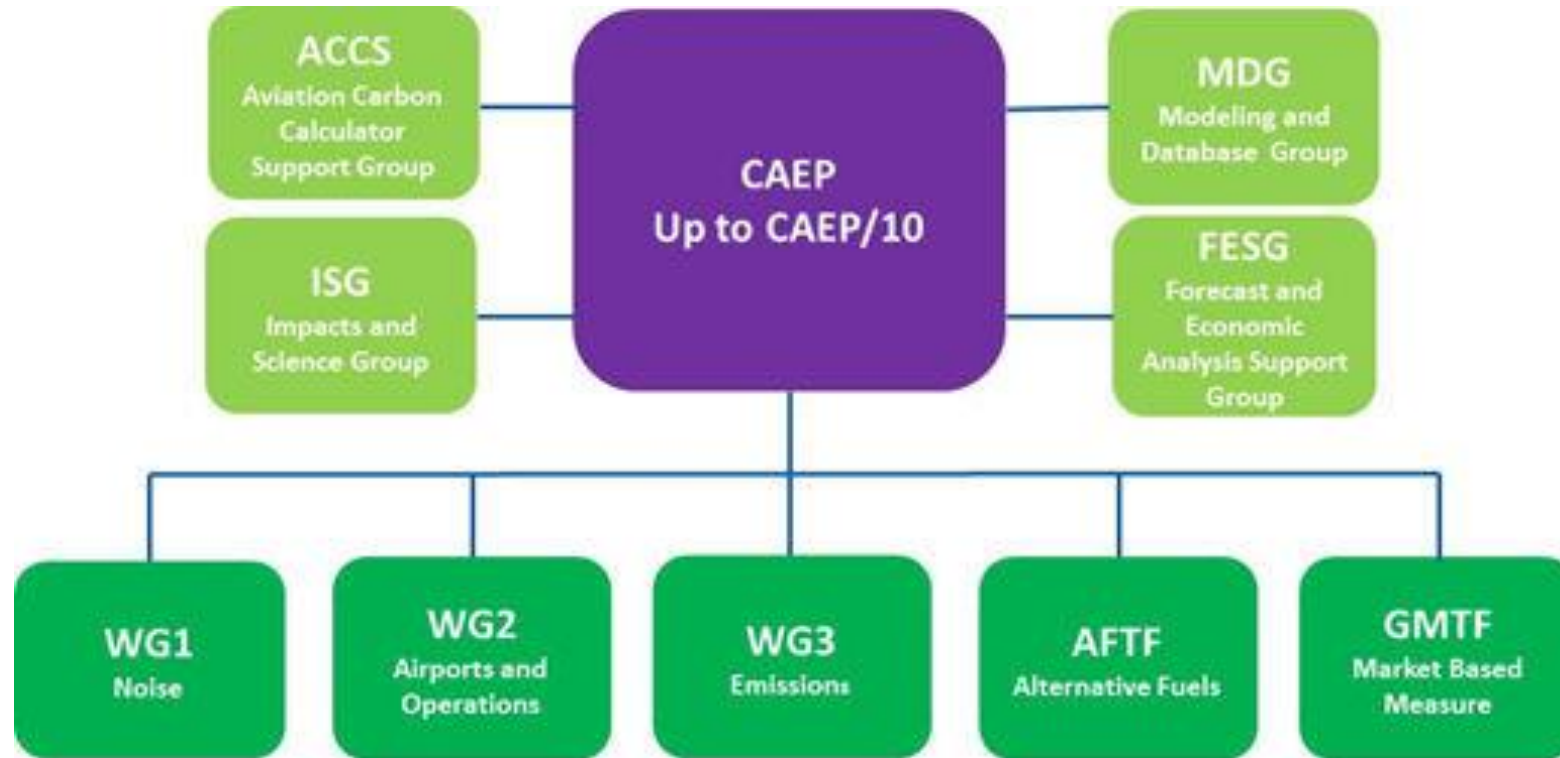 ACCS
Aviation Carbon
Calculator
Support Group
ISG
Impacts and
Science Group
CAEP
Up to CAEP/10
MDG
Modeling and
Database Group
FESG
Forecast and
Economic
Analysis Support
Group
WG1
Noise
WG2
Airports and
Operations
WG3
Emissions
AFTF
Alternative Fuels
GMTF
Market Based
Measure